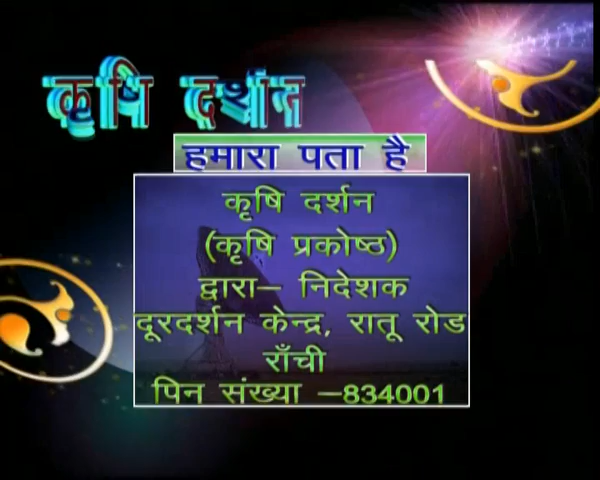 कृषि दर्शन
हमारा पता है
कृषि दर्शन
(कृषि प्रकोष्ठ)
द्वारा– निदेशक
दूरदर्शन केन्द्र, रातू रोड
राँची
पिन संख्या –834001